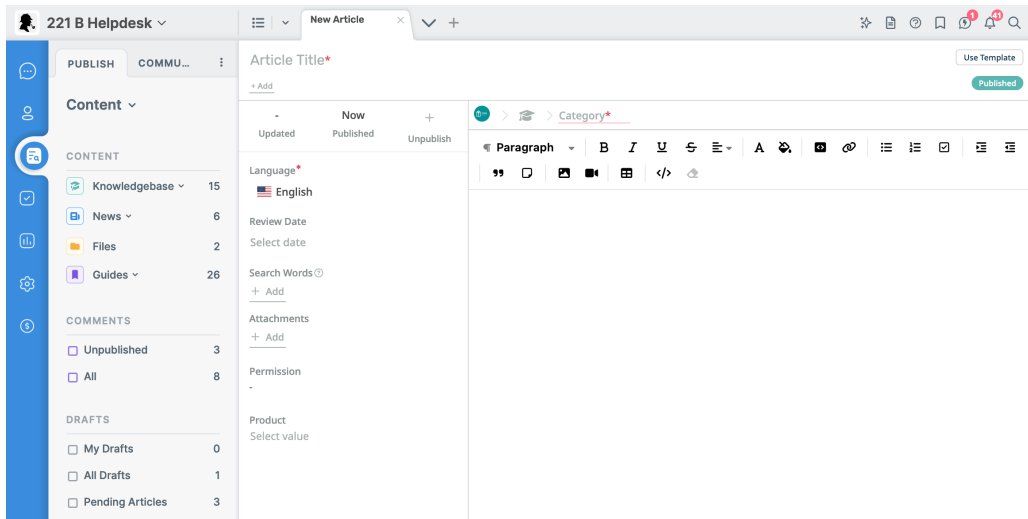 221 B Helpdesk
New Article
1
41
PUBLISH
COMMU...
Content
CONTENT
Knowledgebase
15
News
6
Files
2
Guides
26
COMMENTS
Unpublished
3
All
8
DRAFTS
My Drafts
0
All Drafts
1
Pending Articles
3
Article Title*
+ Add
Use Template
Published
-
Updated
Now
Published
+
Unpublish
Language*
English
Review Date
Select date
Search Words
+ Add
Attachments
+ Add
Permission
-
Product
Select value
Category*
Paragraph
B I U S A
</>